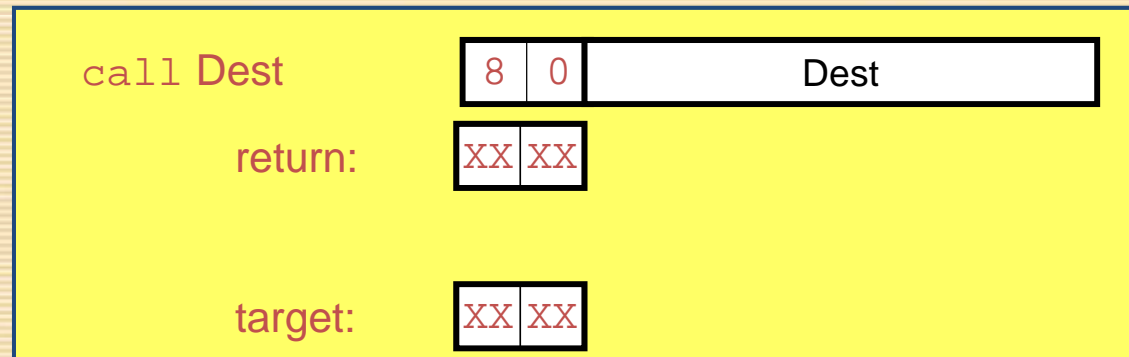 call Dest 8 0 Dest
return: XX XX
target: XX XX